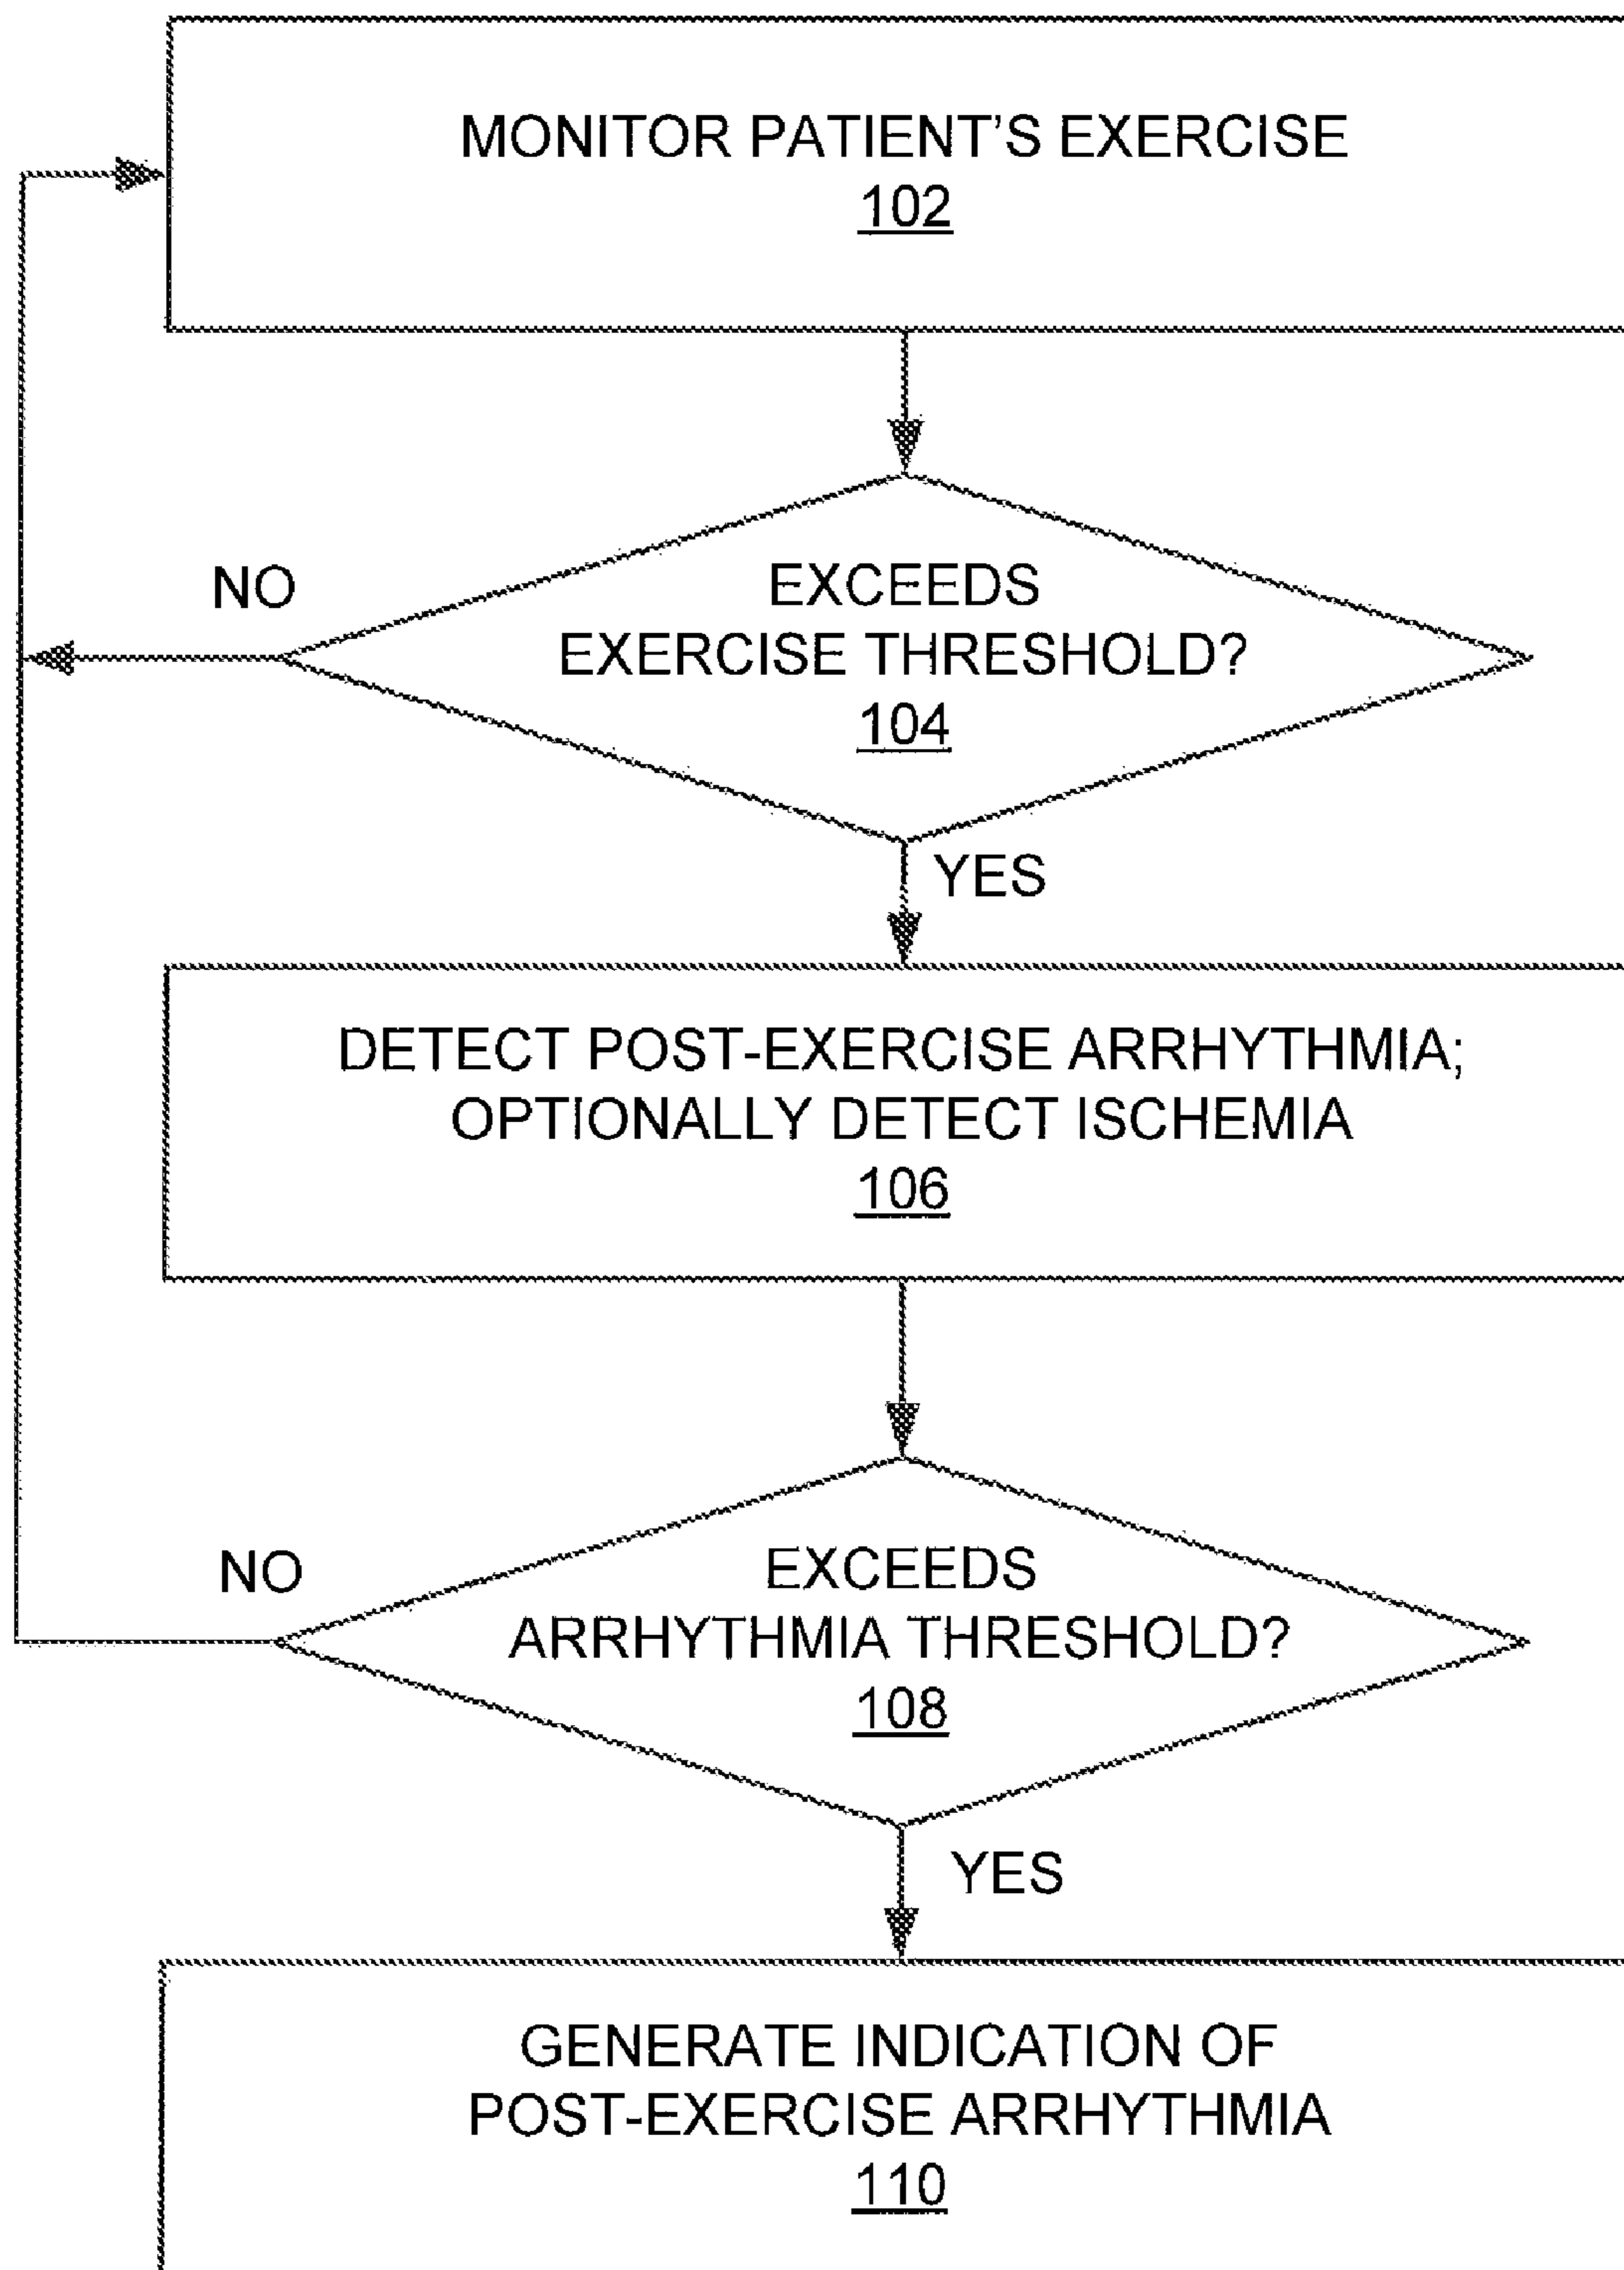 MONITOR PATIENT'S EXERCISE
102
NO
EXCEEDS
EXERCISE THRESHOLD?
104
YES
DETECT POST-EXERCISE ARRHYTHMIA;
OPTIONALLY DETECT ISCHEMIA
106
NO
EXCEEDS
ARRHYTHMIA THRESHOLD?
108
YES
GENERATE INDICATION OF
POST-EXERCISE ARRHYTHMIA
110